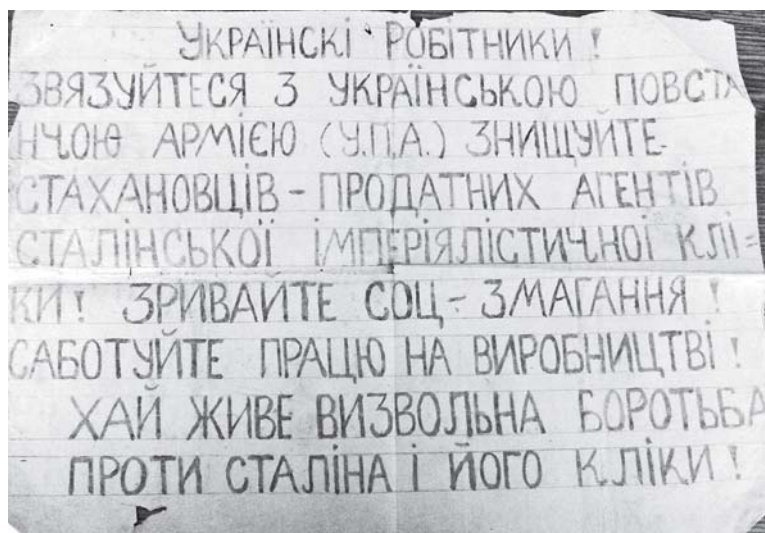 УКРАЇНСКІ РОБІТНИКИ !
ЗВЯЗУЙТЕСЯ З УКРАЇНСЬКОЮ ПОВСТА
НЧОЮ АРМІЄЮ (У.П.А.) ЗНИЩУЙТЕ
СТАХАНОВЦІВ - ПРОДАТНИХ АГЕНТІВ
СТАЛІНСЬКОЇ ІМПЕРІЯЛІСТИЧНОЇ КЛІ=
КИ ! ЗРИВАЙТЕ СОЦ - ЗМАГАННЯ !
САБОТУЙТЕ ПРАЦЮ НА ВИРОБНИЦТВІ !
ХАЙ ЖИВЕ ВИЗВОЛЬНА БОРОТЬБА
ПРОТИ СТАЛІНА І ЙОГО КЛІКИ !